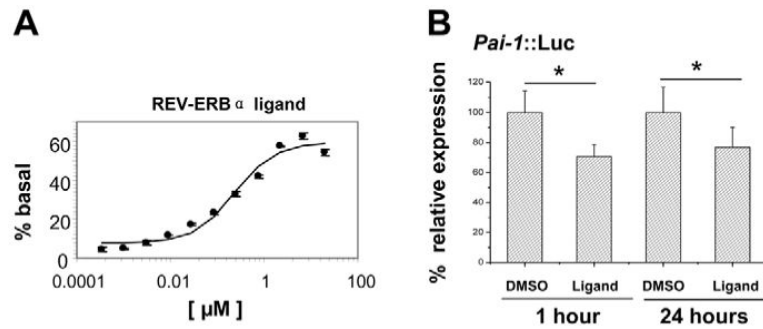 A
REV-ERB α ligand
% basal
60
40
20
0
0.0001
0.01
1
100
[ µM ]
B
Pai-1::Luc
% relative expression
120
100
80
60
40
20
0
*
*
DMSO
Ligand
DMSO
Ligand
1 hour
24 hours